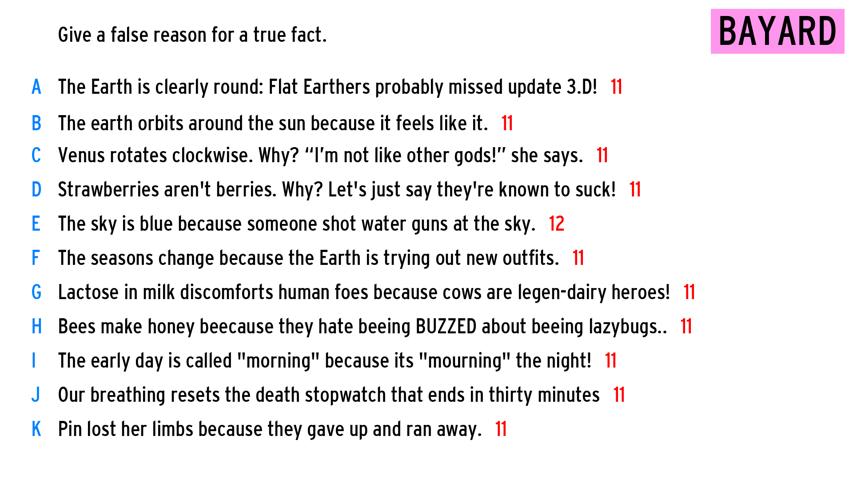 Give a false reason for a true fact.
BAYARD
A The Earth is clearly round: Flat Earthers probably missed update 3.D! 11
B The earth orbits around the sun because it feels like it. 11
C Venus rotates clockwise. Why? “I’m not like other gods!” she says. 11
D Strawberries aren't berries. Why? Let's just say they're known to suck! 11
E The sky is blue because someone shot water guns at the sky. 12
F The seasons change because the Earth is trying out new outfits. 11
G Lactose in milk discomforts human foes because cows are legen-dairy heroes! 11
H Bees make honey beecause they hate beeing BUZZED about beeing lazybugs.. 11
I The early day is called "morning" because its "mourning" the night! 11
J Our breathing resets the death stopwatch that ends in thirty minutes 11
K Pin lost her limbs because they gave up and ran away. 11